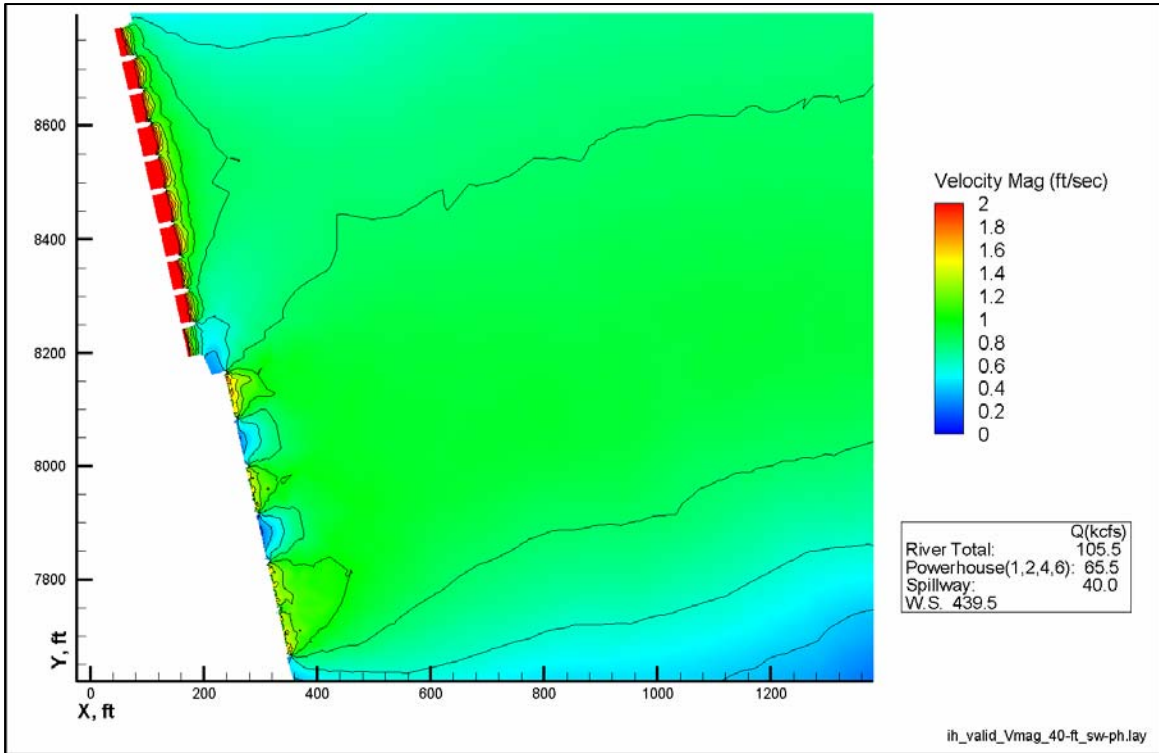 8600
8400
8200
8000
7800
Y, ft
0
200
400
600
800
1000
1200
X, ft
Velocity Mag (ft/sec)
2
1.8
1.6
1.4
1.2
1
0.8
0.6
0.4
0.2
0
Q(kcfs)
River Total: 105.5
Powerhouse(1,2,4,6): 65.5
Spillway: 40.0
W.S. 439.5
ih_valid_Vmag_40-ft_sw-ph.lay